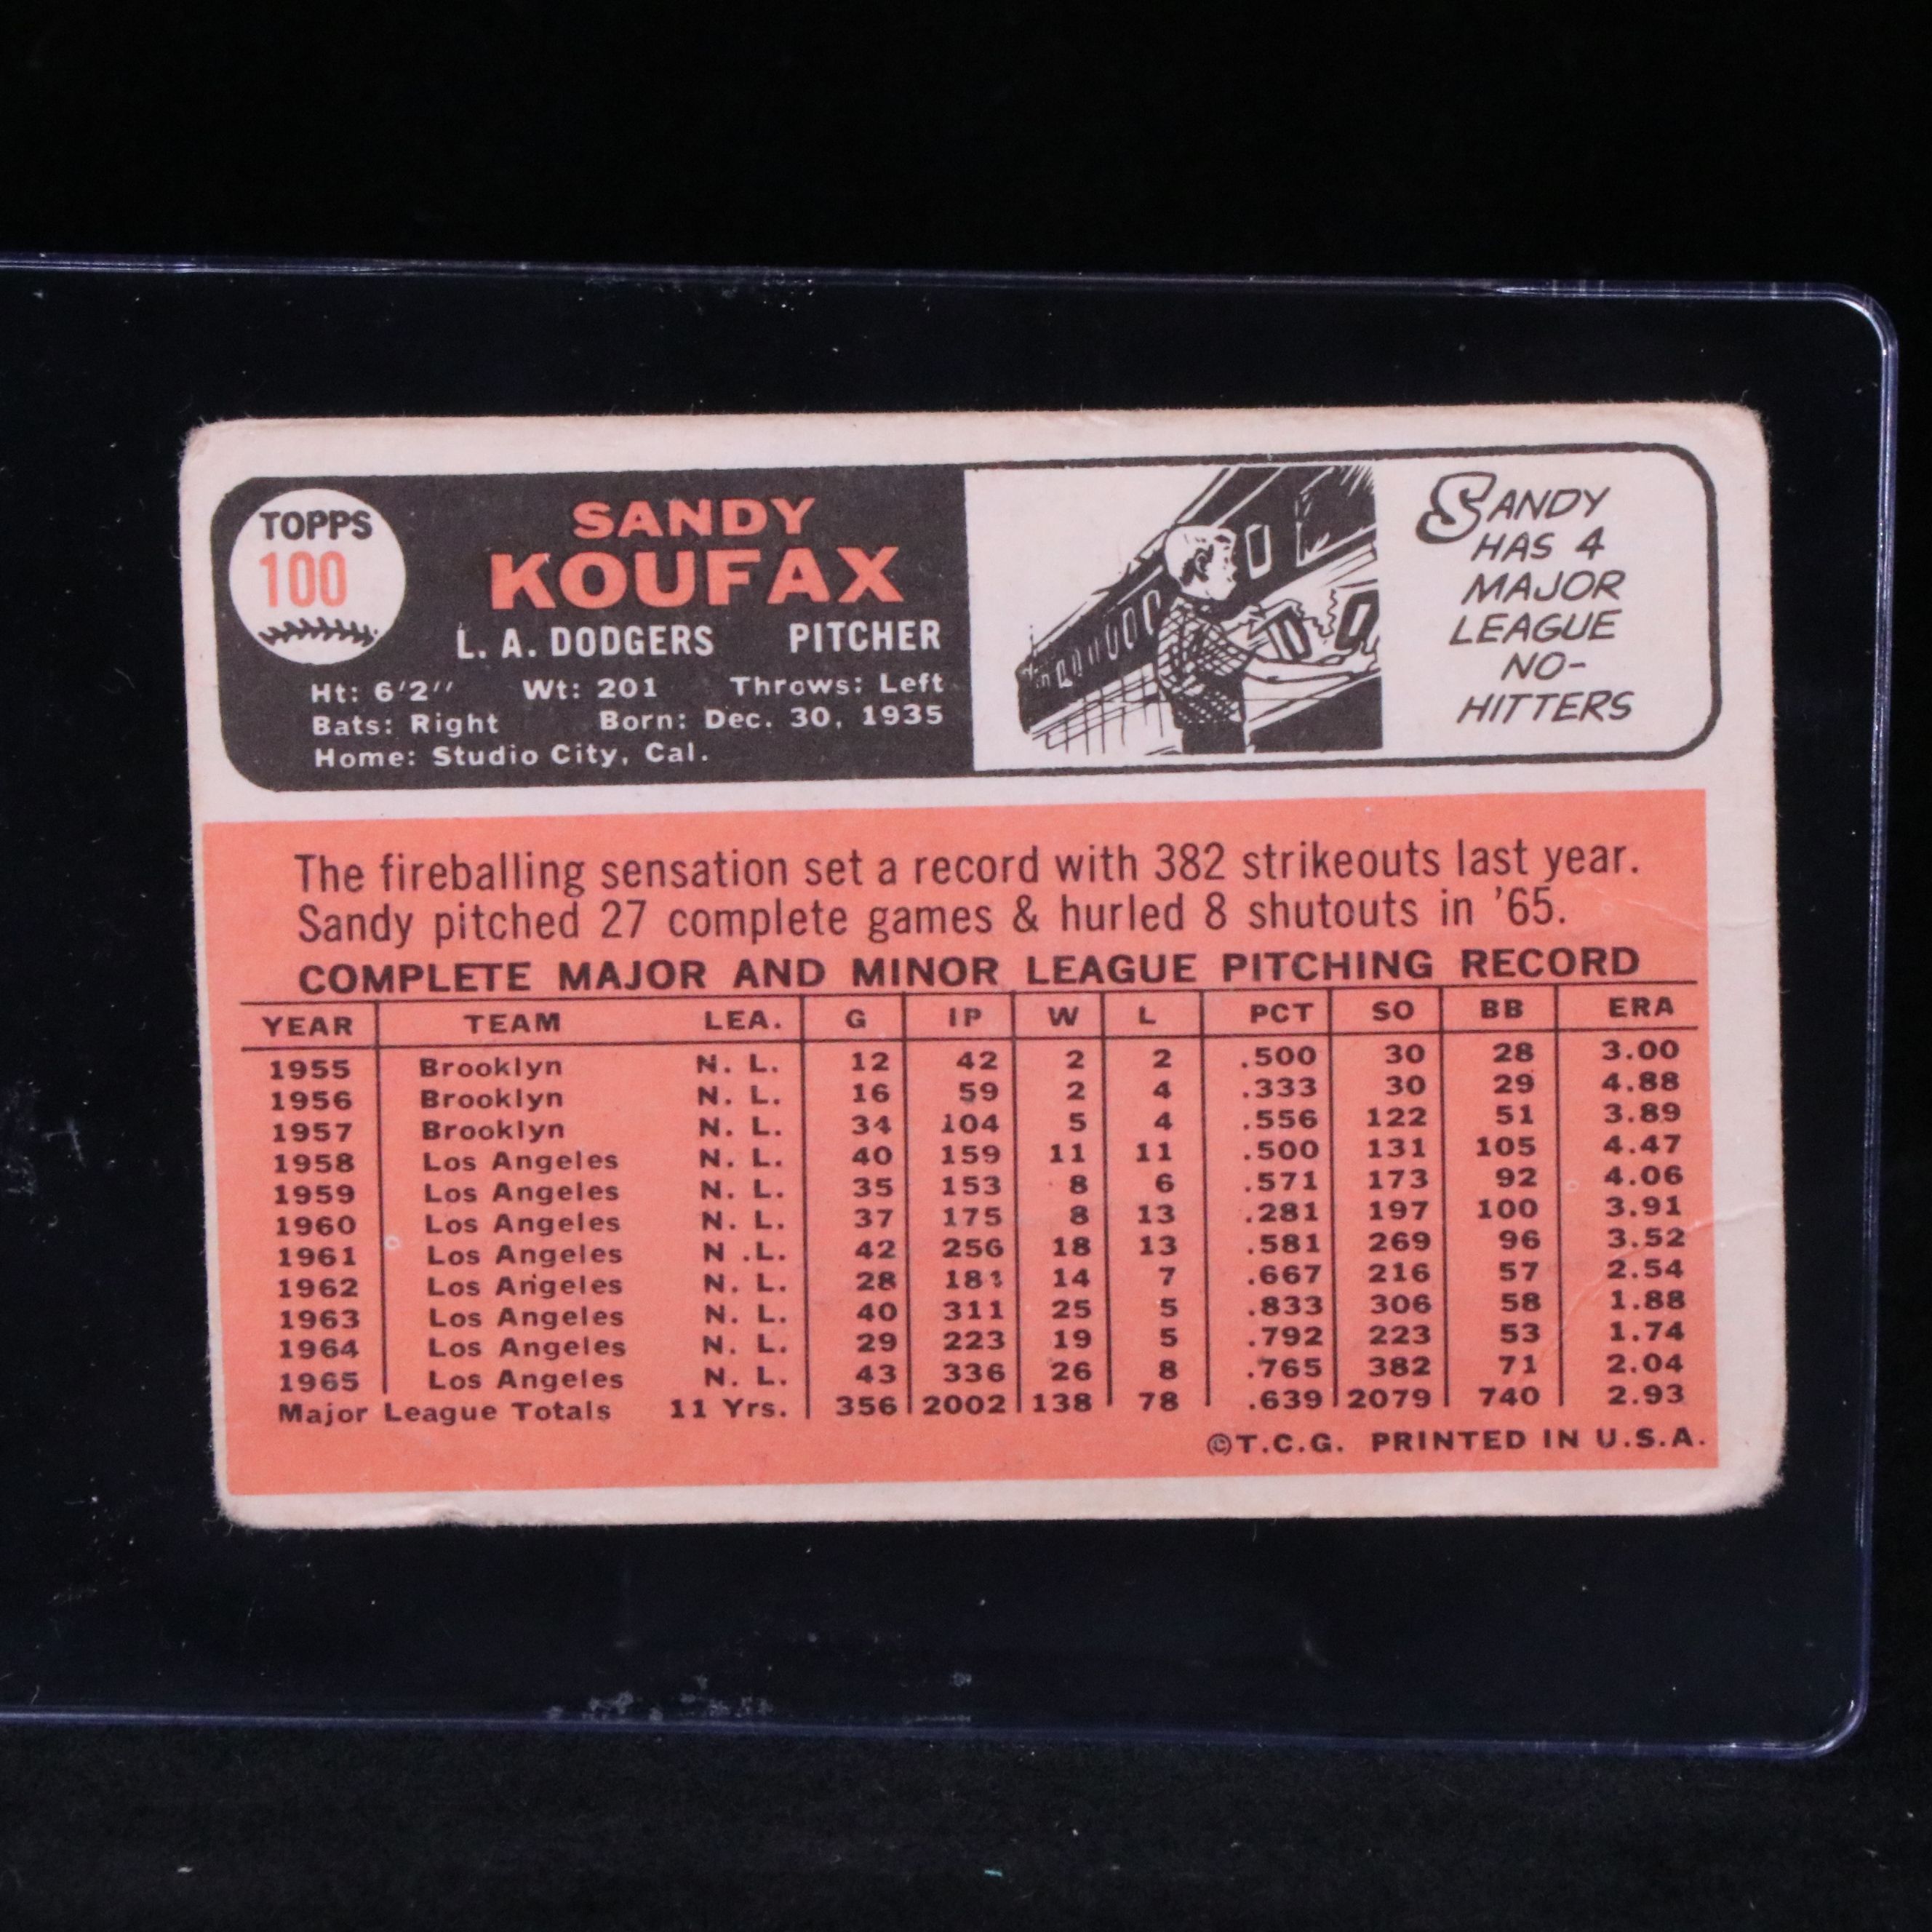 TOPPS
100
SANDY
KOUFAX
L. A. DODGERS PITCHER
Ht: 6'2'' Wt: 201 Throws: Left
Bats: Right Born: Dec. 30, 1935
Home: Studio City, Cal.
SANDY
HAS 4
MAJOR
LEAGUE
NO-
HITTERS
The fireballing sensation set a record with 382 strikeouts last year.
Sandy pitched 27 complete games & hurled 8 shutouts in '65.
COMPLETE MAJOR AND MINOR LEAGUE PITCHING RECORD
YEAR TEAM LEA. G IP W L PCT SO BB ERA
1955 Brooklyn N. L. 12 42 2 2 .500 30 28 3.00
1956 Brooklyn N. L. 16 59 2 4 .333 30 29 4.88
1957 Brooklyn N. L. 34 104 5 4 .556 122 51 3.89
1958 Los Angeles N. L. 40 159 11 11 .500 131 105 4.47
1959 Los Angeles N. L. 35 153 8 6 .571 173 92 4.06
1960 Los Angeles N. L. 37 175 8 13 .281 197 100 3.91
1961 Los Angeles N .L. 42 256 18 13 .581 269 96 3.52
1962 Los Angeles N. L. 28 14 7 .667 216 57 2.54
1963 Los Angeles N. L. 40 311 25 5 .833 306 58 1.88
1964 Los Angeles N. L. 29 223 19 5 .792 223 53 1.74
1965 Los Angeles N. L. 43 336 26 8 .765 382 71 2.04
Major League Totals 11 Yrs. 356 2002 138 78 .639 2079 740 2.93
©T.C.G. PRINTED IN U.S.A.